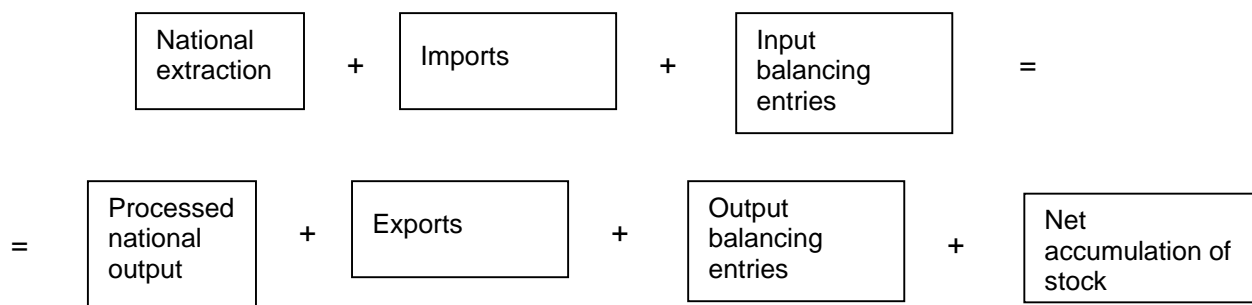 National
extraction
+
Imports
+
Input
balancing
entries
=
=
Processed
national
output
+
Exports
+
Output
balancing
entries
+
Net
accumulation of
stock